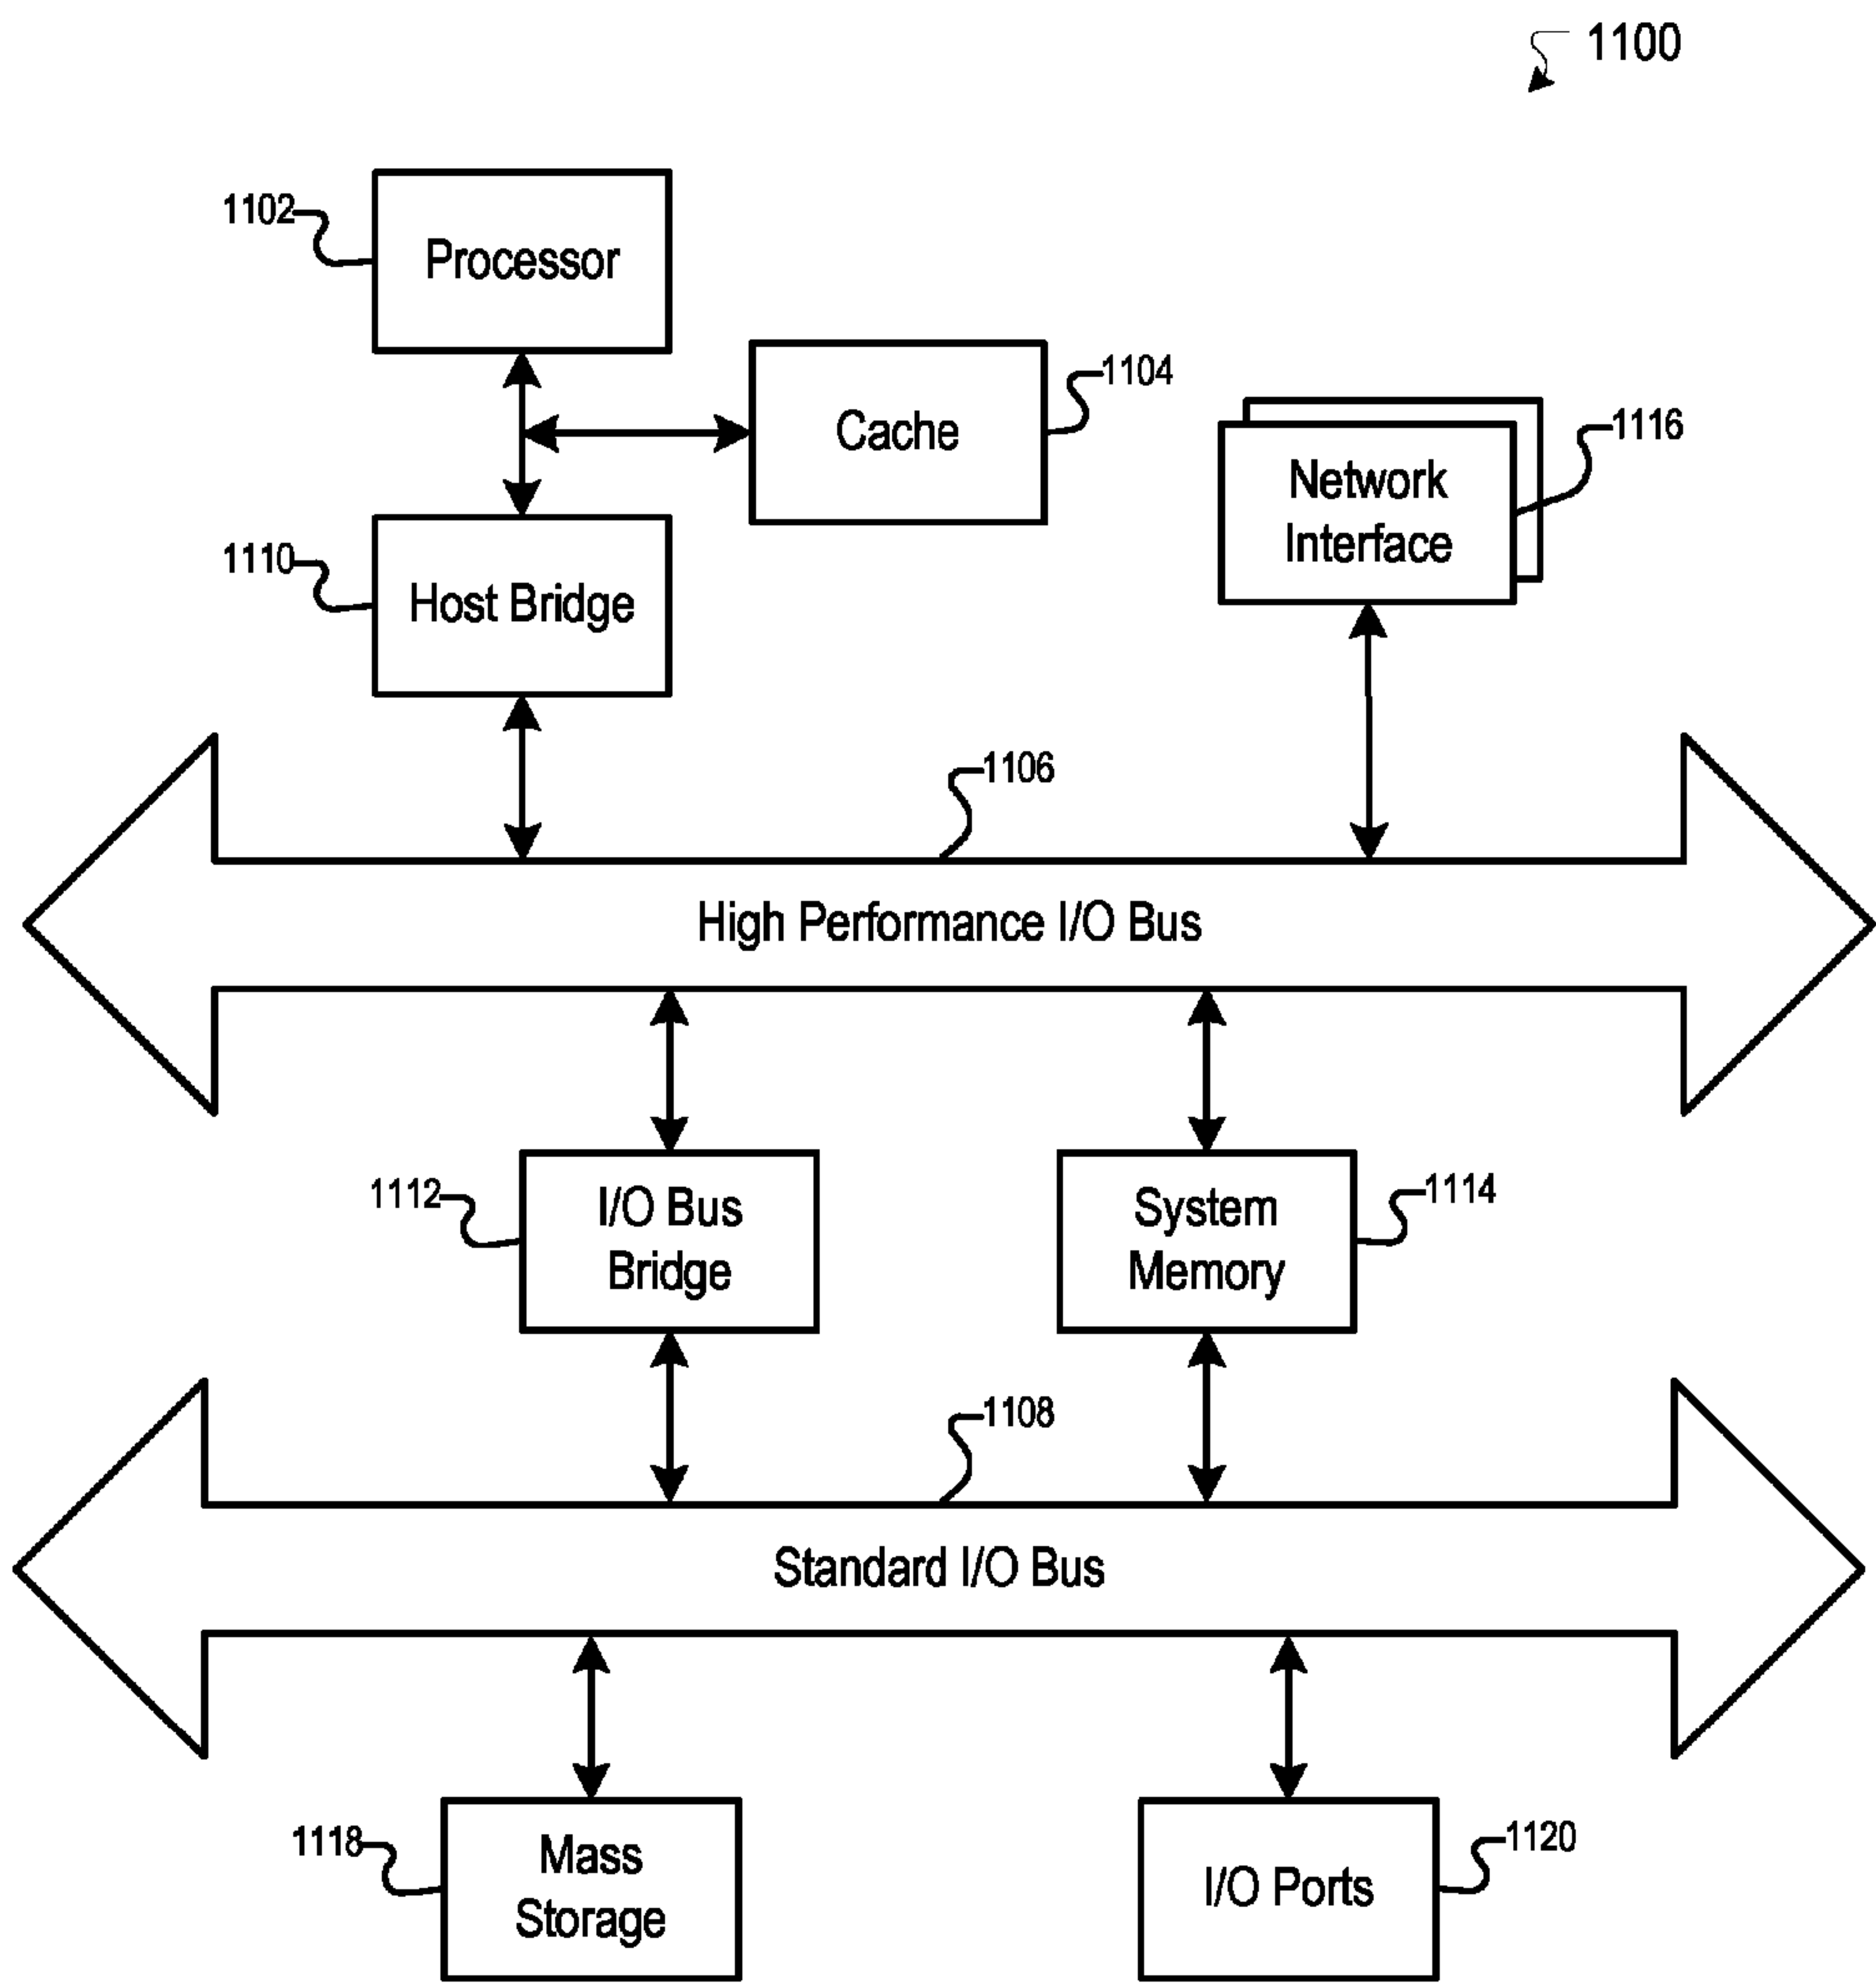 1100
1102
Processor
1104
Cache
1116
Network
Interface
1110
Host Bridge
1106
High Performance I/O Bus
1112
I/O Bus
Bridge
1114
System
Memory
1108
Standard I/O Bus
1118
Mass
Storage
1120
I/O Ports